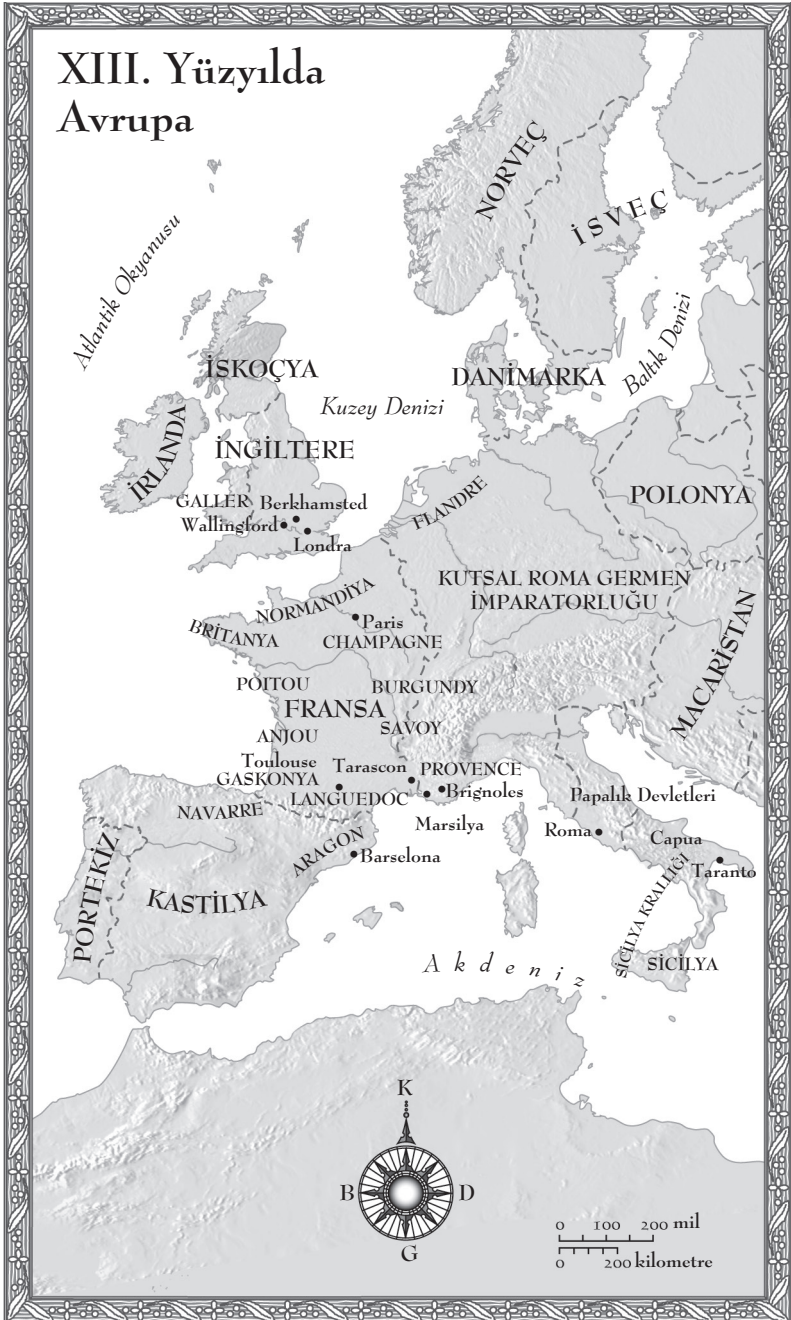 XIII. Yüzyılda
Avrupa
Atlantik Okyanusu
NORVEÇ
İSVEÇ
Baltık Denizi
İSKOÇYA
DANİMARKA
Kuzey Denizi
İRLANDA
İNGİLTERE
GALLER
Berkhamsted
Wallingford
Londra
FLANDRE
POLONYA
KUTSAL ROMA GERMEN
İMPARATORLUĞU
NORMANDİYA
Paris
BRİTANYA
CHAMPAGNE
MACARİSTAN
POITOU
BURGUNDY
FRANSA
SAVOY
ANJOU
Toulouse
Tarascon
PROVENCE
GASKONYA
LANGUEDOC
Brignoles
Papalık Devletleri
NAVARRE
Marsilya
Roma
Capua
ARAGON
Barselona
Taranto
PORTEKİZ
KASTİLYA
SİCİLYA KRALLIĞI
SİCİLYA
Akdeniz
K
B
D
G
0 100 200 mil
0 200 kilometre